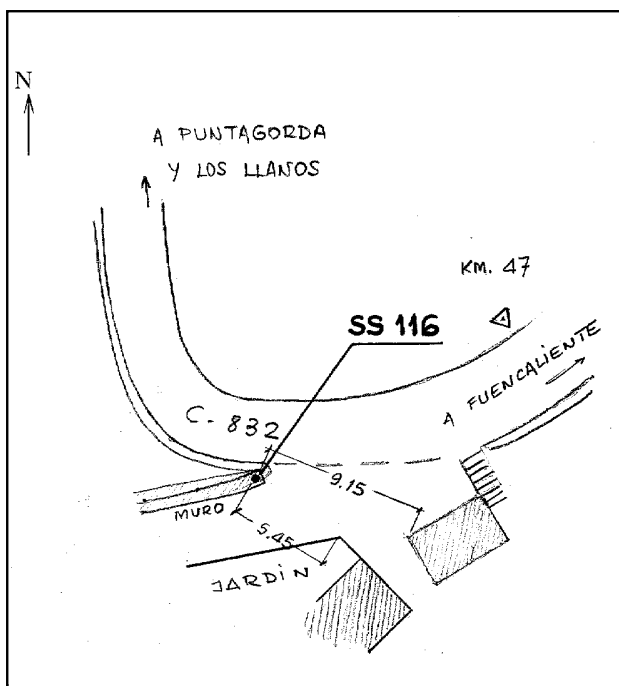 N
A PUNTAGORDA
Y LOS LLANOS
KM. 47
SS 116
A FUENCALIENTE
C. 832
9.15
MURO
5.45
JARDiN